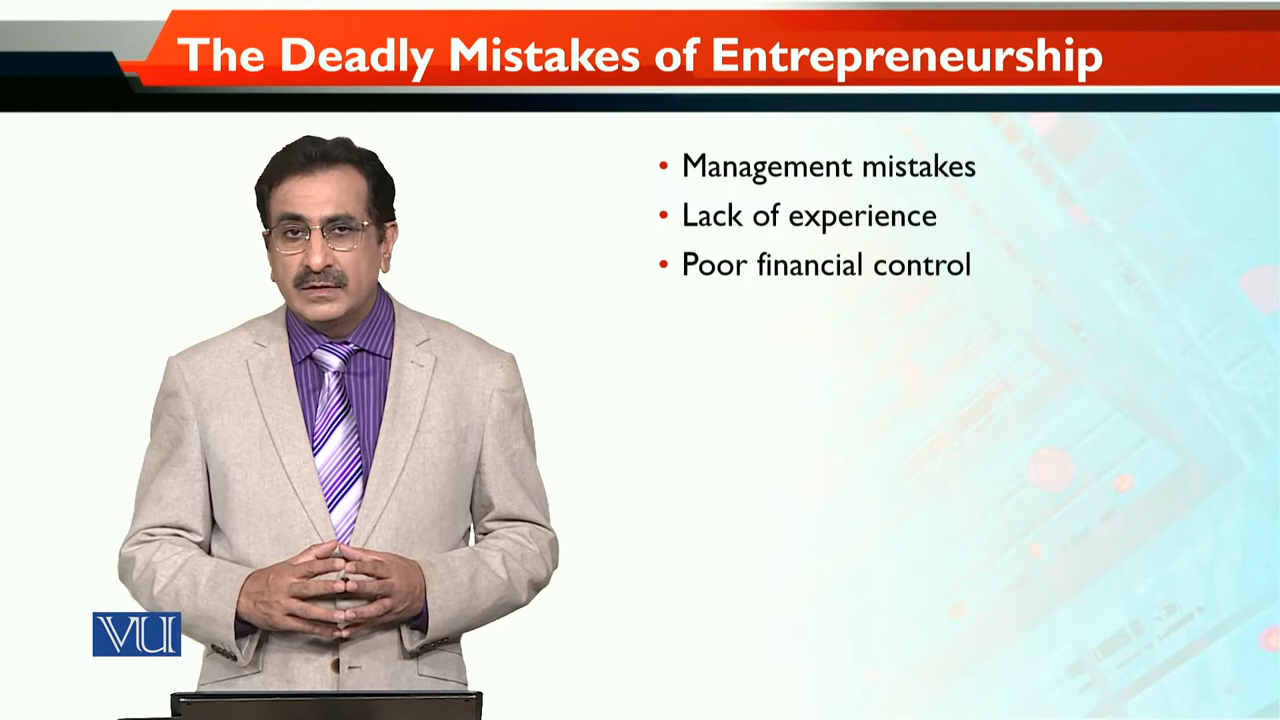 The Deadly Mistakes of Entrepreneurship
• Management mistakes
• Lack of experience
• Poor financial control
VU